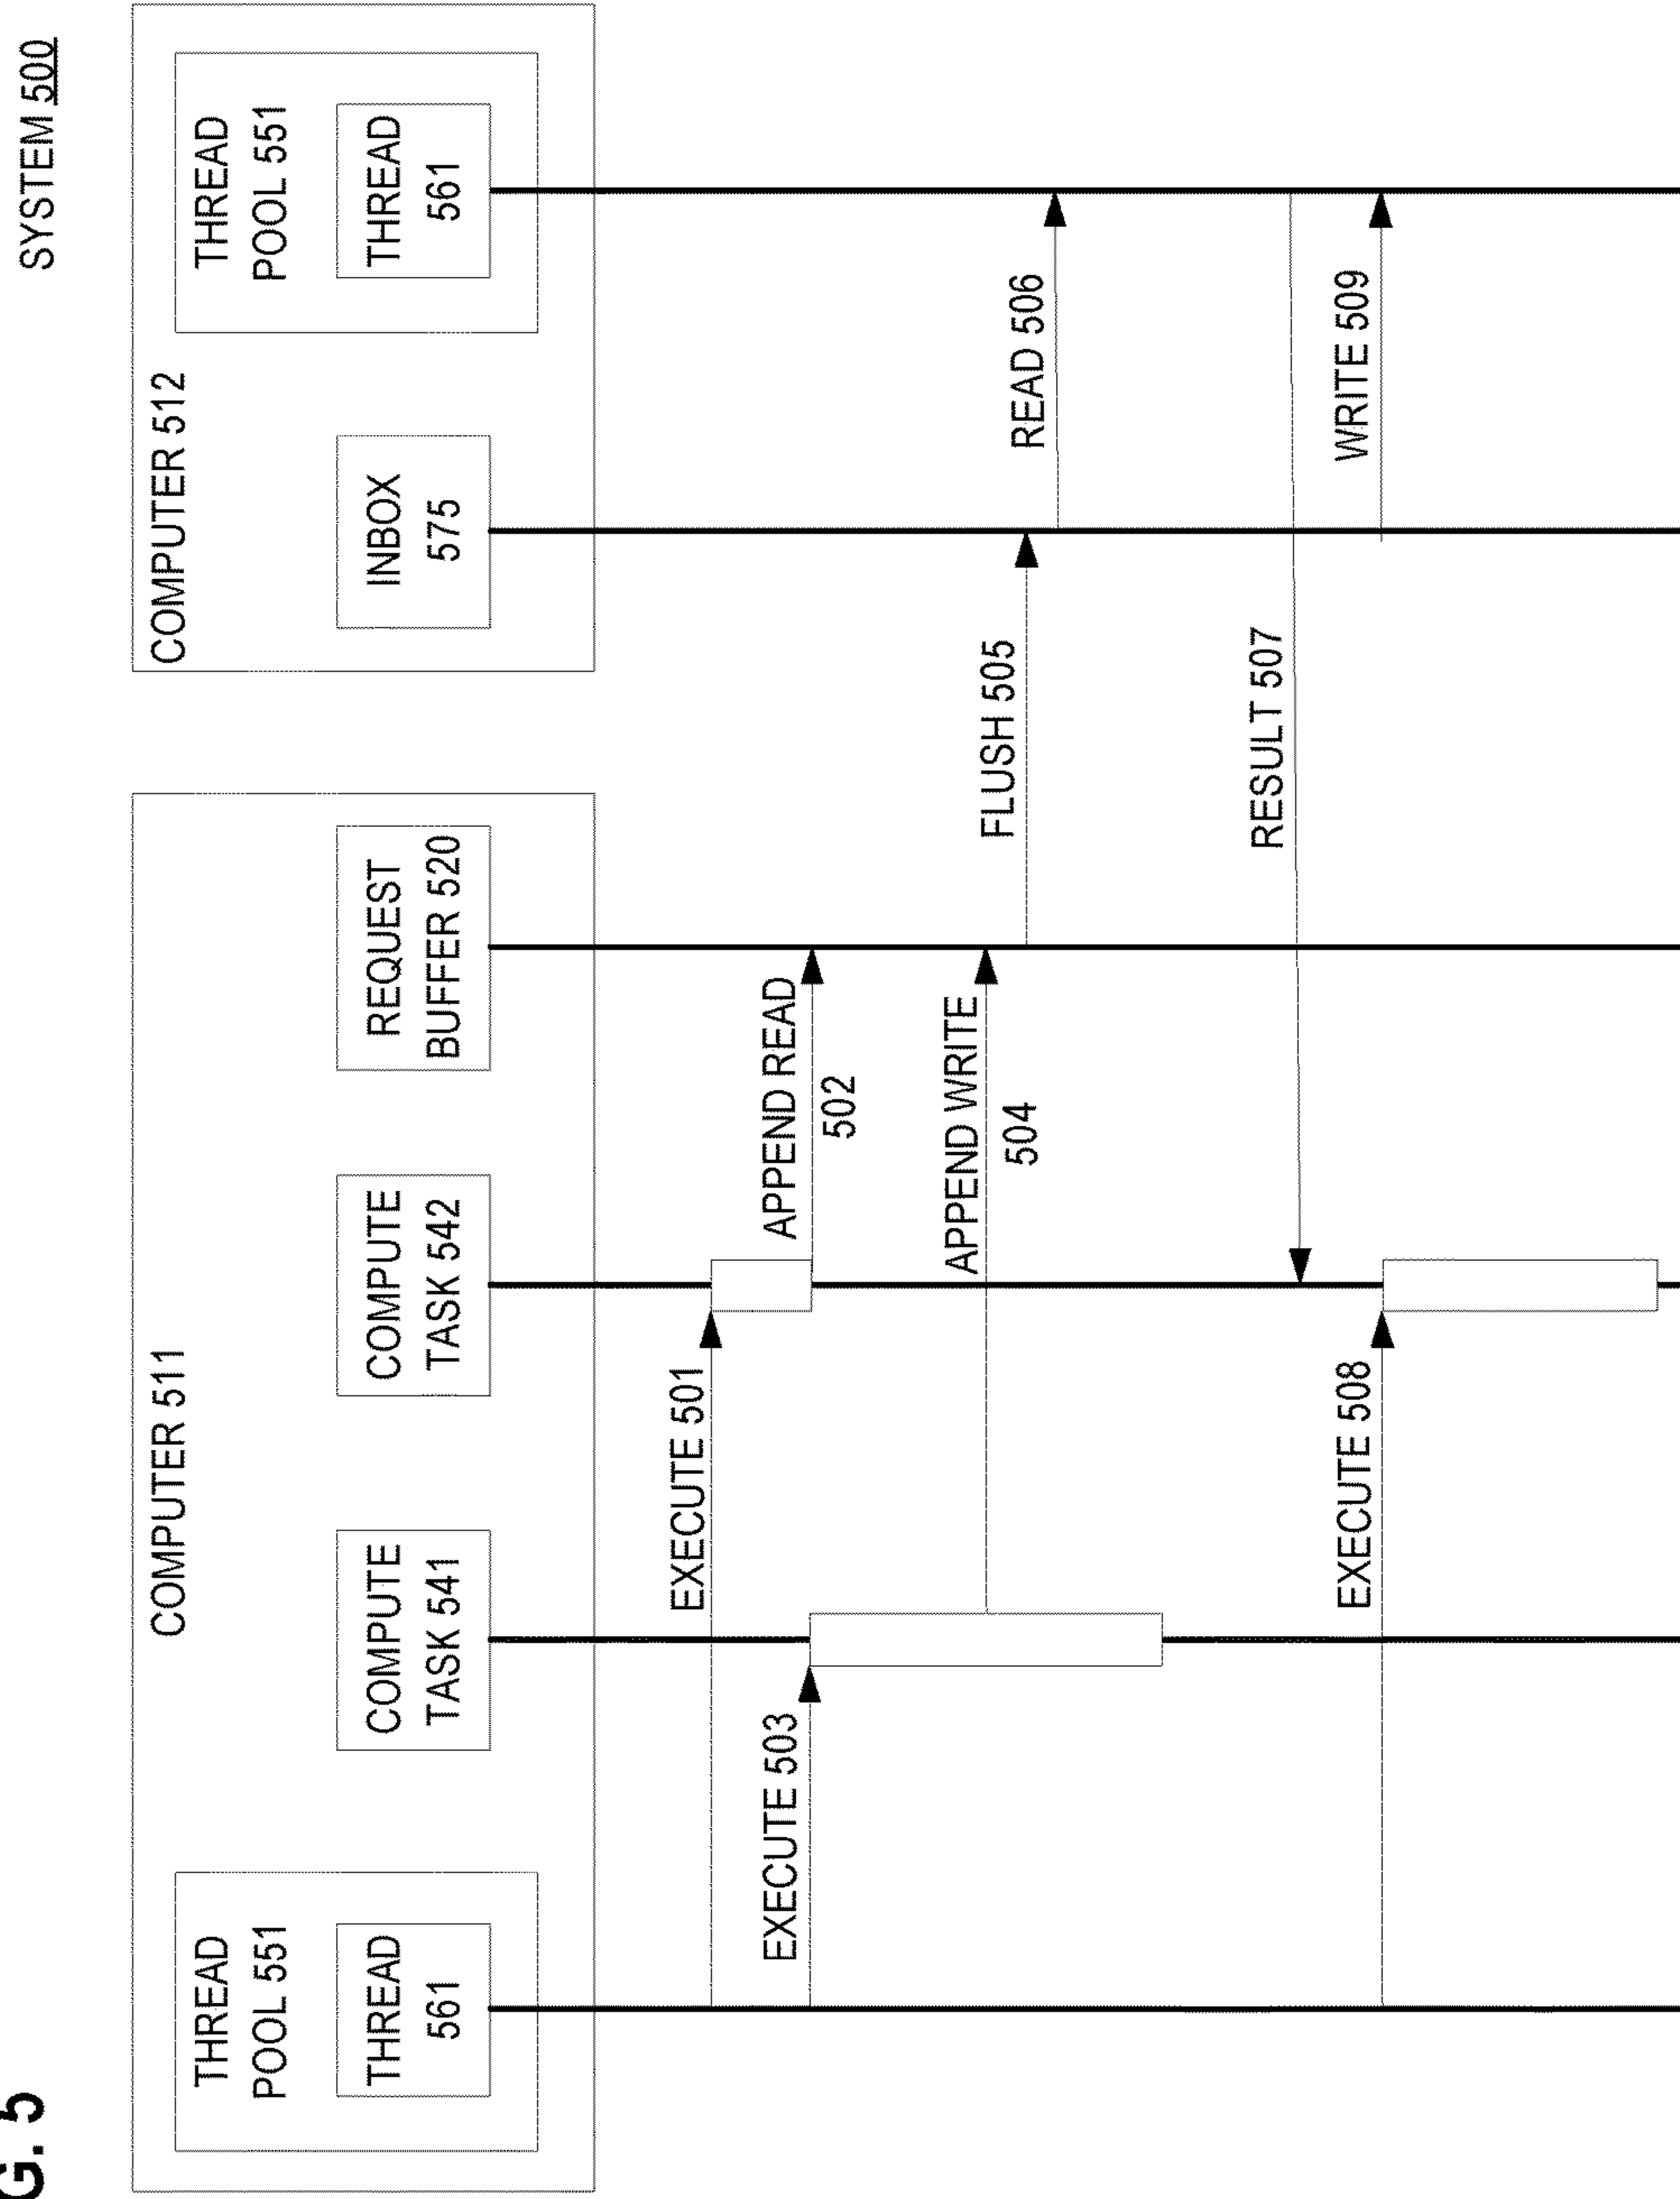 G. 5
SYSTEM 500
COMPUTER 511
COMPUTER 512
THREAD
POOL 551
THREAD
561
COMPUTE
TASK 541
COMPUTE
TASK 542
REQUEST
BUFFER 520
INBOX
575
THREAD
POOL 551
THREAD
561
EXECUTE 501
EXECUTE 503
APPEND READ
502
APPEND WRITE
504
FLUSH 505
READ 506
RESULT 507
EXECUTE 508
WRITE 509